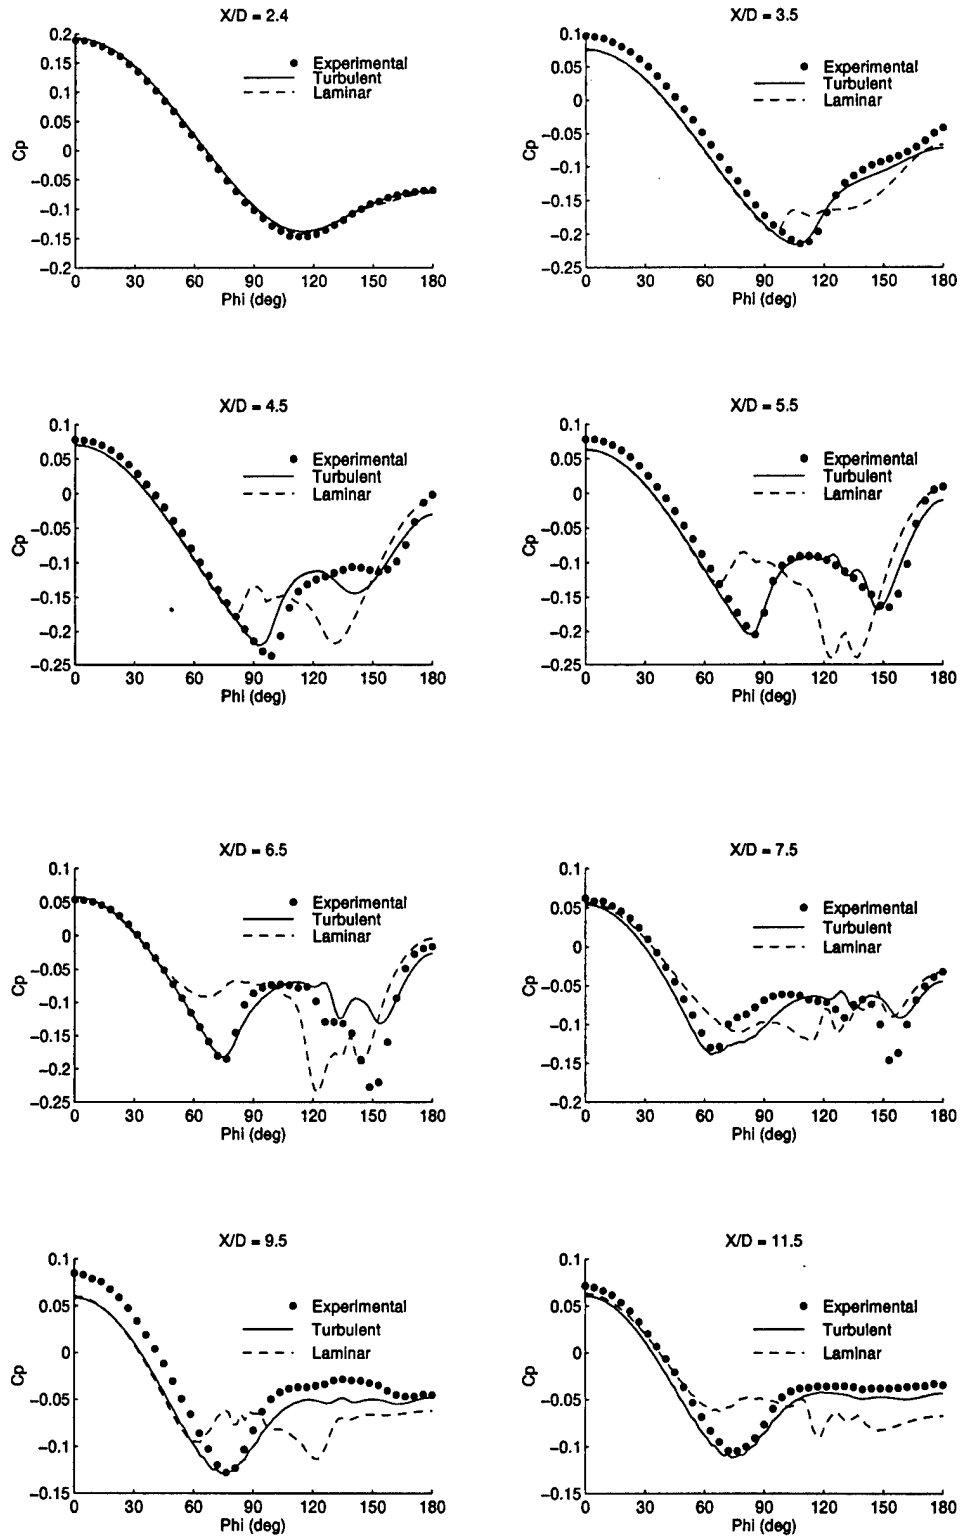 X/D = 2.4
0.2
0.15
0.1
0.05
0
−0.05
−0.1
−0.15
−0.2
Cp
Experimental
Turbulent
Laminar
0 30 60 90 120 150 180
Phi (deg)
X/D = 3.5
0.1
0.05
0
−0.05
−0.1
−0.15
−0.2
−0.25
Cp
Experimental
Turbulent
Laminar
0 30 60 90 120 150 180
Phi (deg)
X/D = 4.5
0.1
0.05
0
−0.05
−0.1
−0.15
−0.2
−0.25
Cp
Experimental
Turbulent
Laminar
0 30 60 90 120 150 180
Phi (deg)
X/D = 5.5
0.1
0.05
0
−0.05
−0.1
−0.15
−0.2
−0.25
Cp
Experimental
Turbulent
Laminar
0 30 60 90 120 150 180
Phi (deg)
X/D = 6.5
0.1
0.05
0
−0.05
−0.1
−0.15
−0.2
−0.25
Cp
Experimental
Turbulent
Laminar
0 30 60 90 120 150 180
Phi (deg)
X/D = 7.5
0.1
0.05
0
−0.05
−0.1
−0.15
−0.2
Cp
Experimental
Turbulent
Laminar
0 30 60 90 120 150 180
Phi (deg)
X/D = 9.5
0.1
0.05
0
−0.05
−0.1
−0.15
Cp
Experimental
Turbulent
Laminar
0 30 60 90 120 150 180
Phi (deg)
X/D = 11.5
0.1
0.05
0
−0.05
−0.1
−0.15
Cp
Experimental
Turbulent
Laminar
0 30 60 90 120 150 180
Phi (deg)